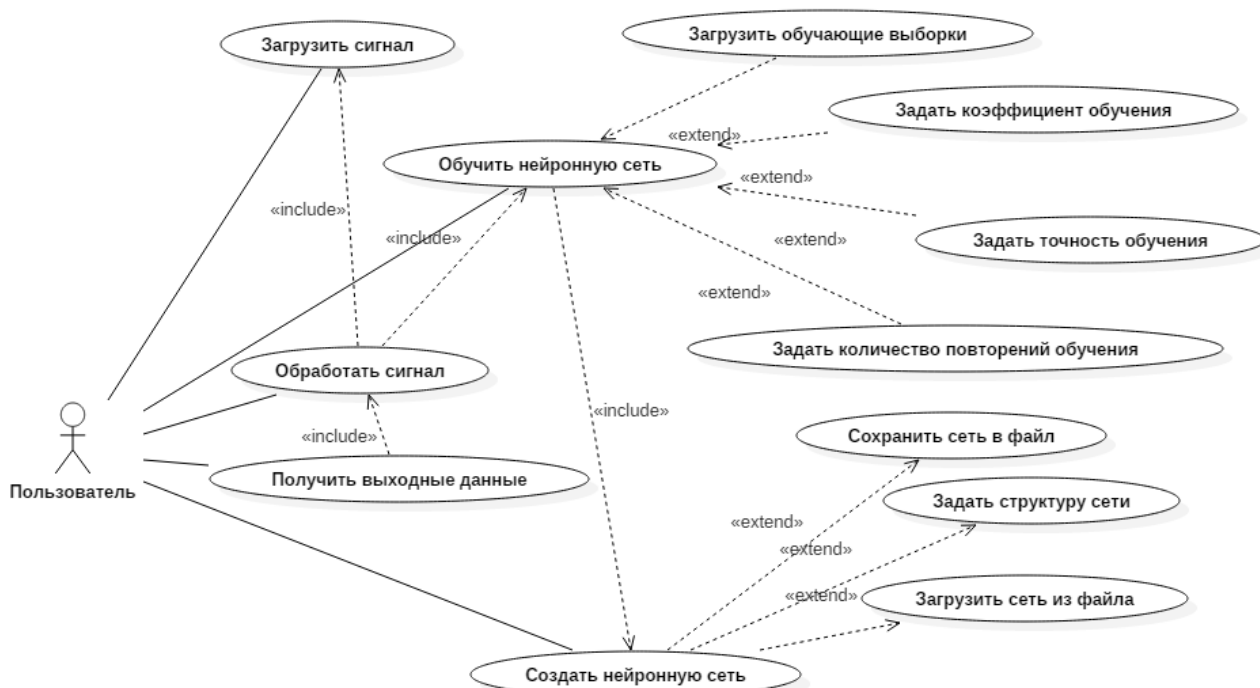 Загрузить сигнал
Загрузить обучающие выборки
Задать коэффициент обучения
«extend»
Обучить нейронную сеть
«extend»
«include»
«include»
Задать точность обучения
«extend»
«extend»
Задать количество повторений обучения
Обработать сигнал
«include»
Сохранить сеть в файл
«include»
Получить выходные данные
Пользователь
Задать структуру сети
«extend»
«extend»
«extend»
Загрузить сеть из файла
Создать нейронную сеть